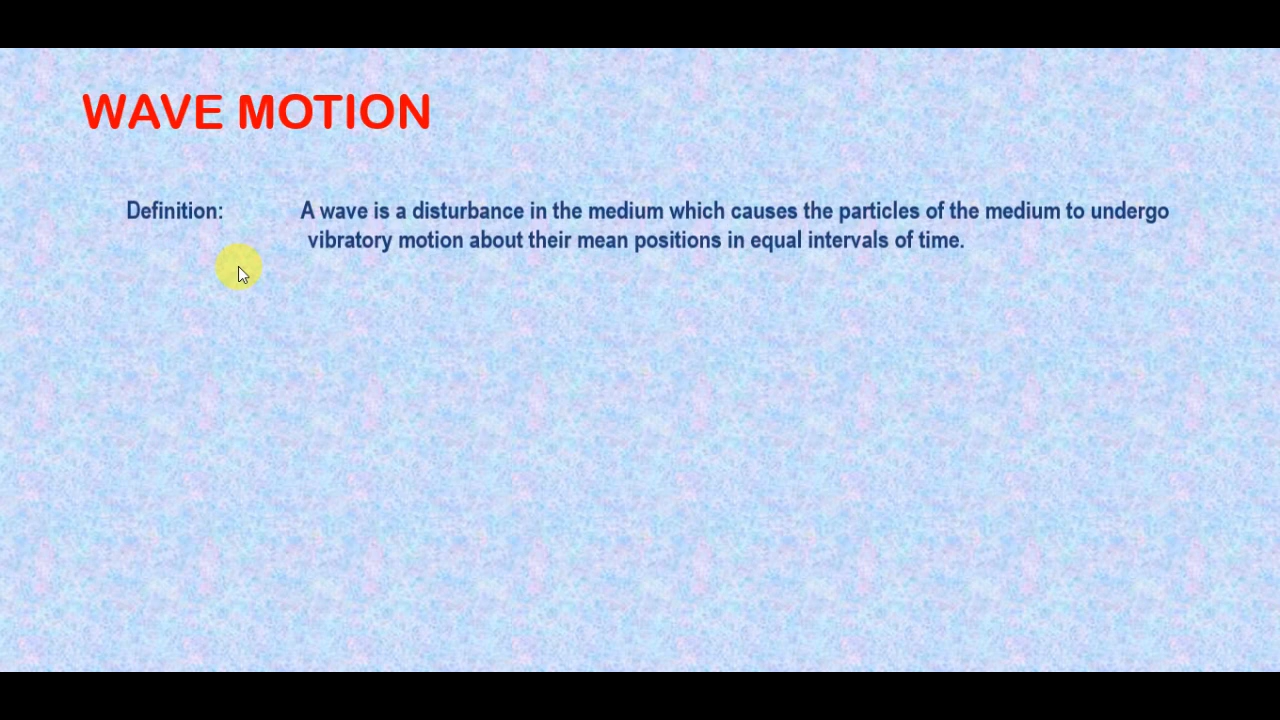 WAVE MOTION
Definition: A wave is a disturbance in the medium which causes the particles of the medium to undergo
vibratory motion about their mean positions in equal intervals of time.